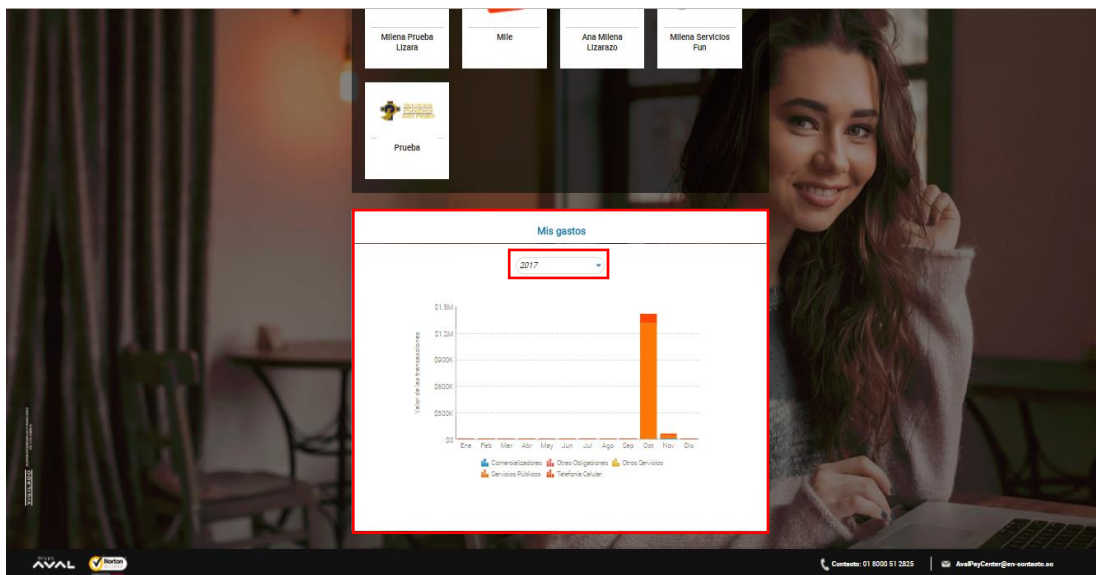 Milena Prueba
Lizara
Mile
Ana Milena
Lizarazo
Milena Servicios
Fun
Prueba
Mis gastos
2017
Valor de las transacciones
$1.5M
$1.2M
$900K
$600K
$300K
$0
Ene Feb Mar Abr May Jun Jul Ago Sep Oct Nov Dic
Comercializadoras Otras Obligaciones Otros Servicios
Servicios Públicos Telefonía Celular
VIGILADO
Grupo
AVAL
Norton
Contacto: 01 8000 51 2825
AvalPayCenter@en-contacto.co